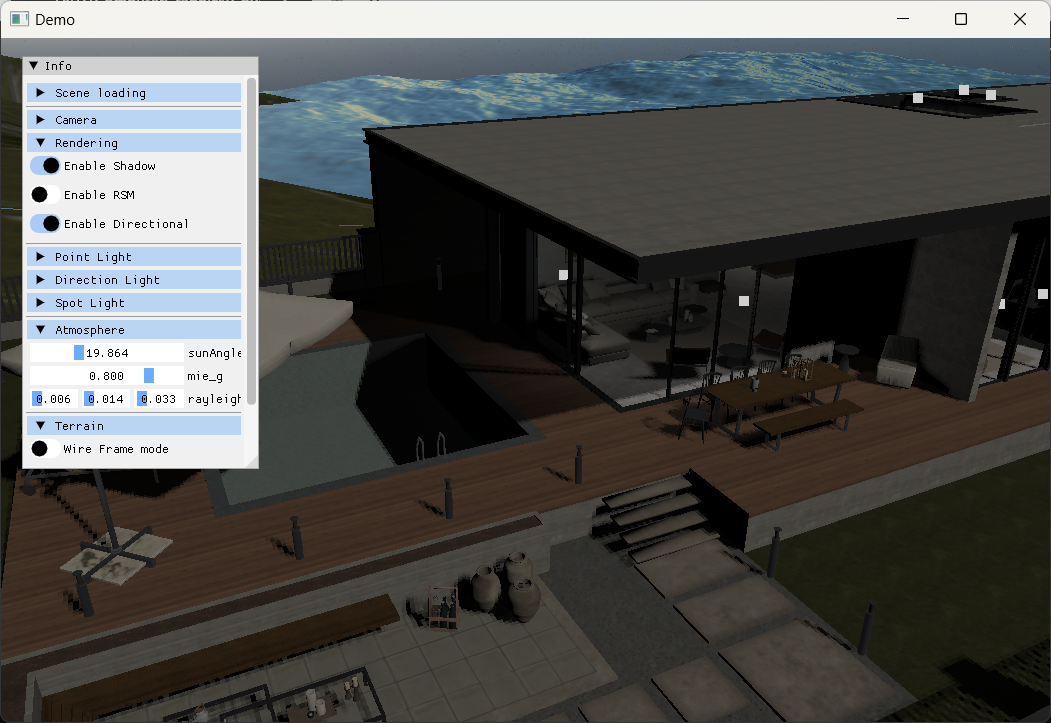 Demo
Info
Scene loading
Camera
Rendering
Enable Shadow
Enable RSM
Enable Directional
Point Light
Direction Light
Spot Light
Atmosphere
19.864 sunAngle
0.800 mie_g
0.006 0.014 0.033 rayleigh
Terrain
Wire Frame mode